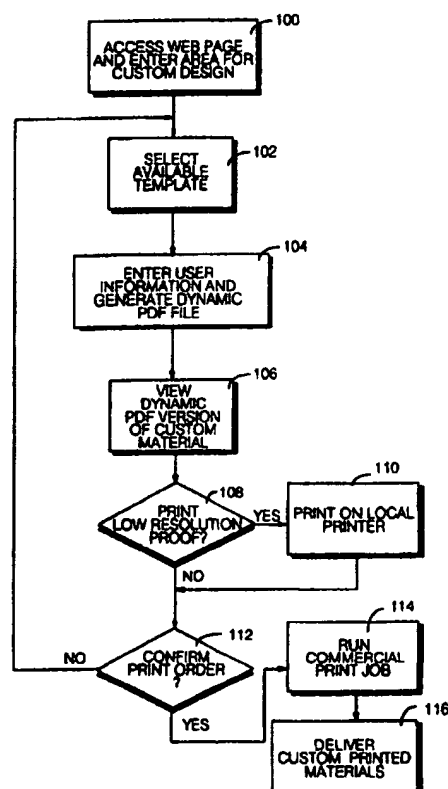 100
ACCESS WEB PAGE
AND ENTER AREA FOR
CUSTOM DESIGN
102
SELECT
AVAILABLE
TEMPLATE
104
ENTER USER
INFORMATION AND
GENERATE DYNAMIC
PDF FILE
106
VIEW
DYNAMIC
PDF VERSION
OF CUSTOM
MATERIAL
108
PRINT
LOW RESOLUTION
PROOF?
YES
110
PRINT ON LOCAL
PRINTER
NO
112
CONFIRM
PRINT ORDER
?
NO
YES
114
RUN
COMMERCIAL
PRINT JOB
116
DELIVER
CUSTOM PRINTED
MATERIALS